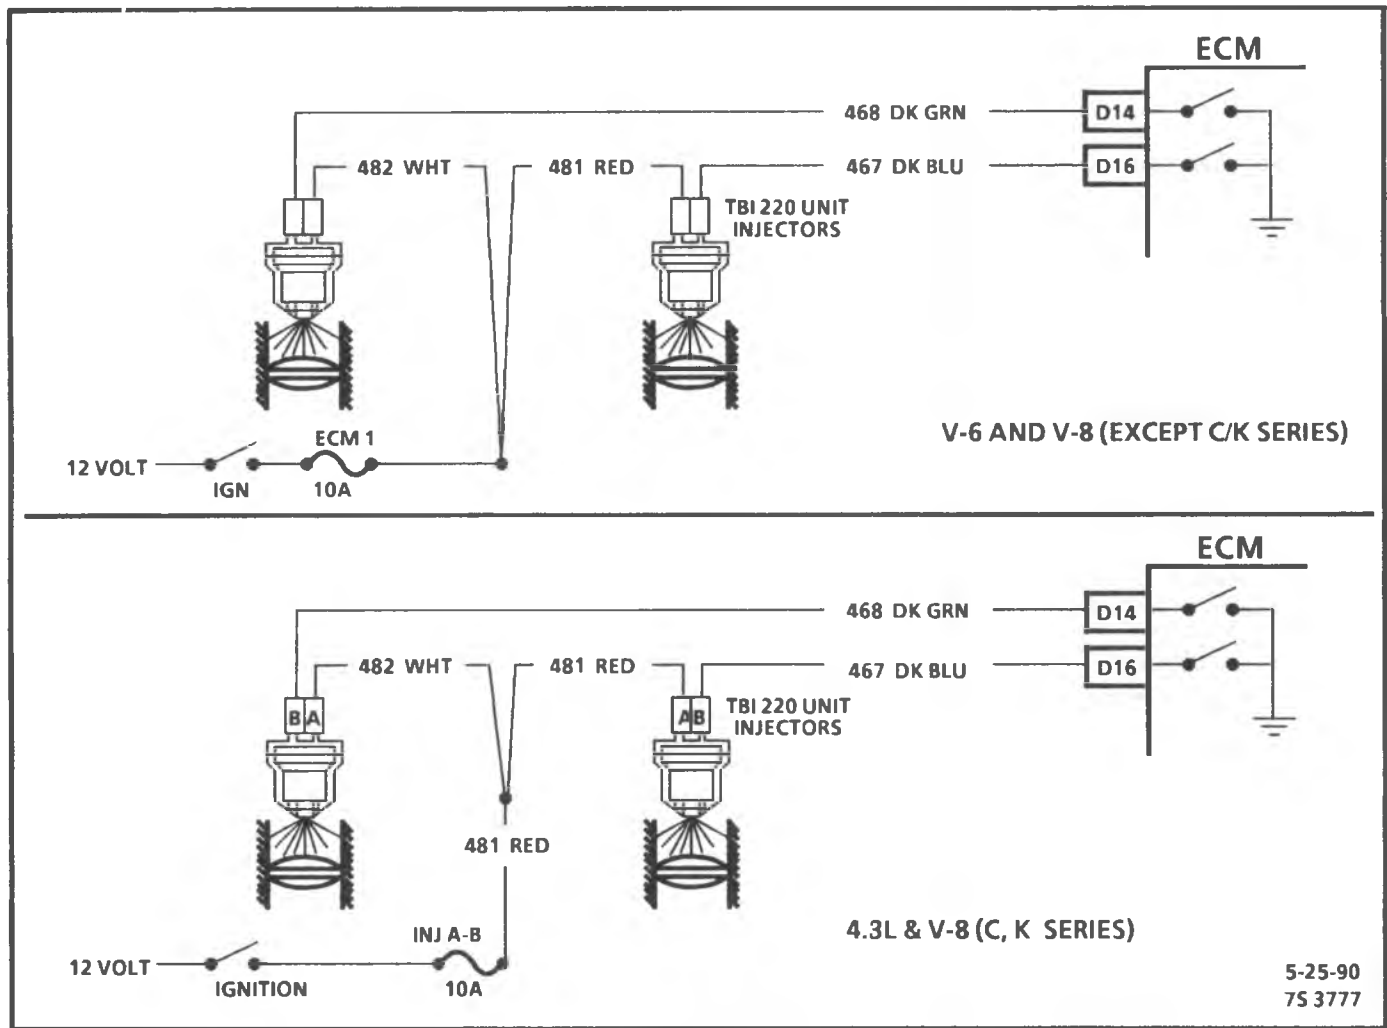 ECM
468 DK GRN
D14
482 WHT
481 RED
467 DK BLU
D16
TBI 220 UNIT
INJECTORS
V-6 AND V-8 (EXCEPT C/K SERIES)
ECM 1
12 VOLT
IGN
10A
ECM
468 DK GRN
D14
482 WHT
481 RED
467 DK BLU
D16
B A
A B
TBI 220 UNIT
INJECTORS
481 RED
4.3L & V-8 (C, K SERIES)
INJ A-B
12 VOLT
IGNITION
10A
5-25-90
7S 3777